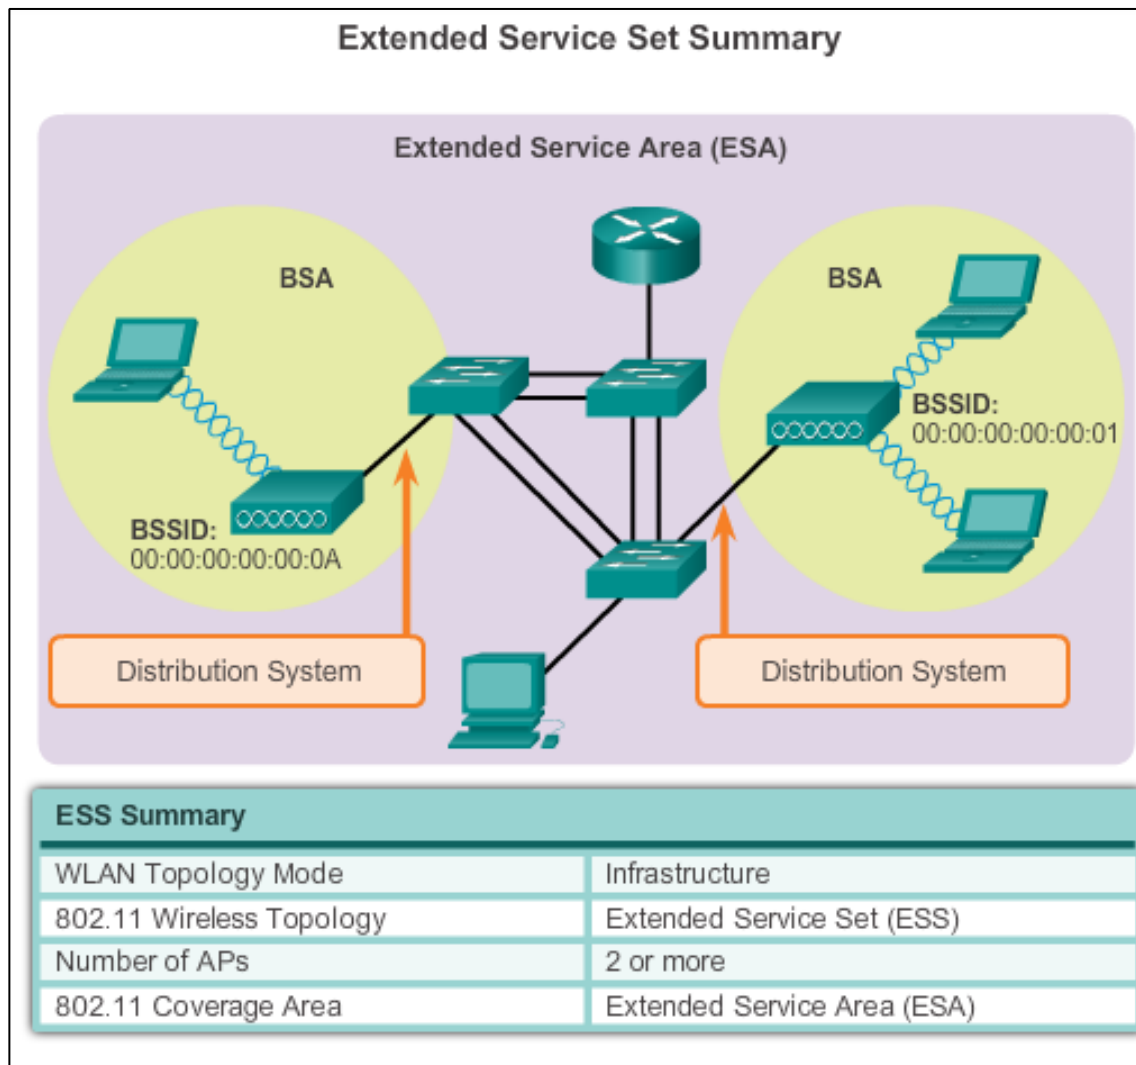 Extended Service Set Summary
Extended Service Area (ESA)
BSA
BSA
BSSID:
00:00:00:00:00:01
BSSID:
00:00:00:00:00:0A
Distribution System
Distribution System
ESS Summary
WLAN Topology Mode
Infrastructure
802.11 Wireless Topology
Extended Service Set (ESS)
Number of APs
2 or more
802.11 Coverage Area
Extended Service Area (ESA)